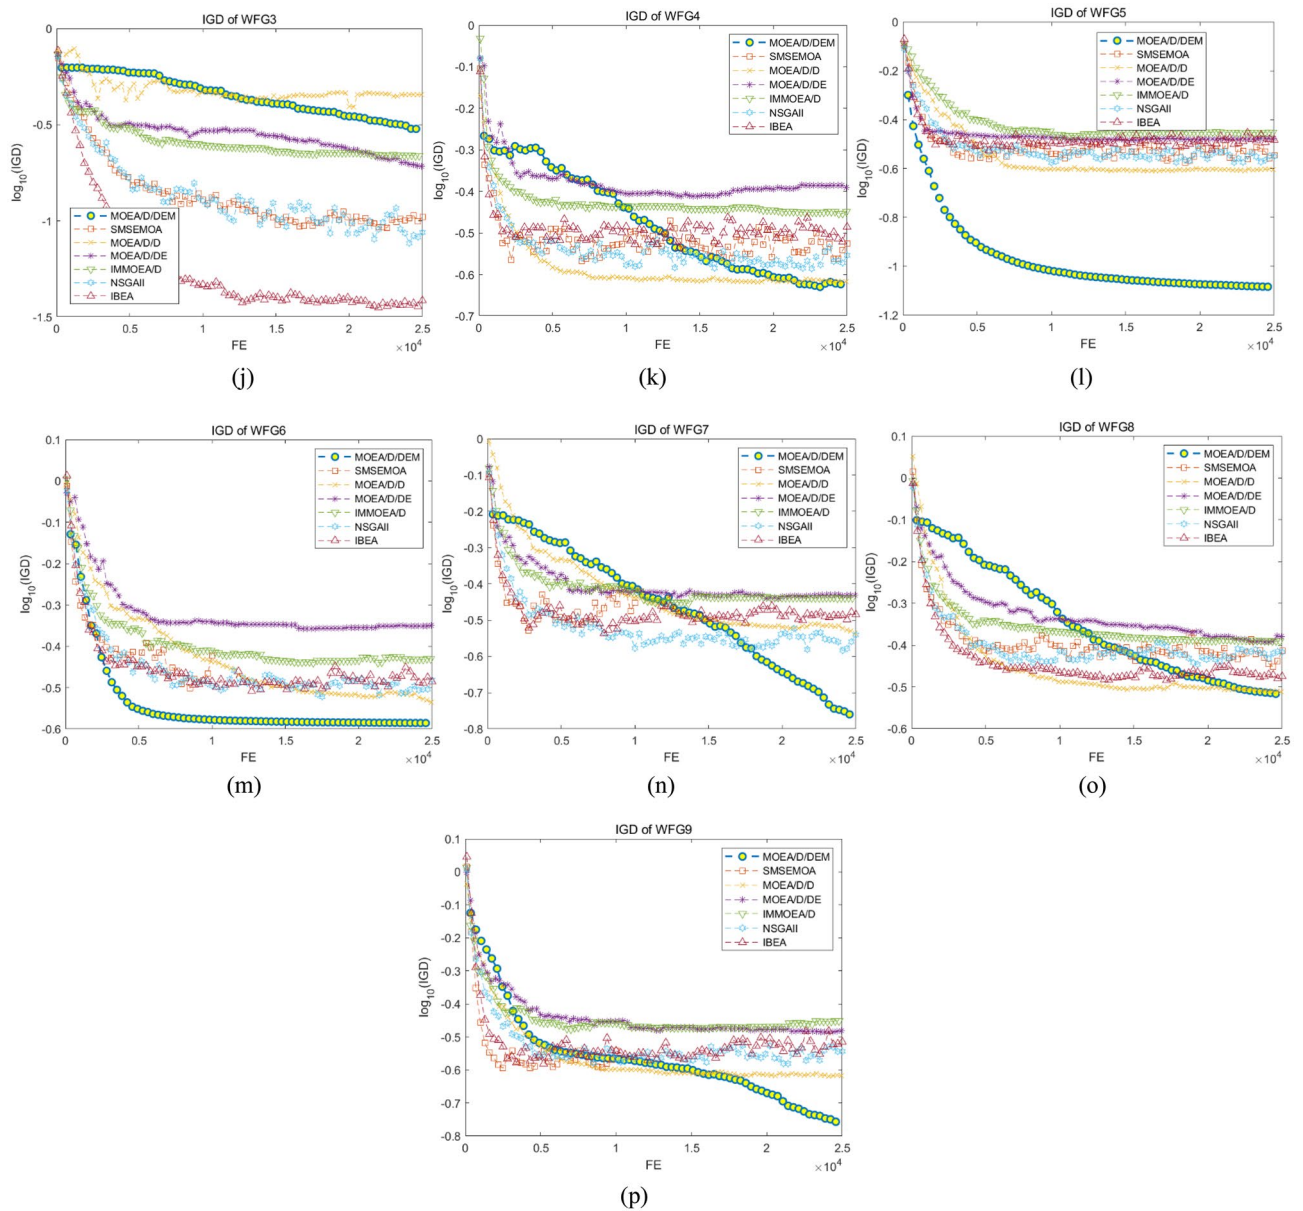 IGD of WFG3
0
-0.5
-1
-1.5
log10(IGD)
MOEA/D/DEM
SMSEMOA
MOEA/D/D
MOEA/D/DE
IMMOEA/D
NSGAII
IBEA
0 0.5 1 1.5 2 2.5
FE
×10^4
(j)
IGD of WFG4
0
-0.1
-0.2
-0.3
-0.4
-0.5
-0.6
-0.7
log10(IGD)
MOEA/D/DEM
SMSEMOA
MOEA/D/D
MOEA/D/DE
IMMOEA/D
NSGAII
IBEA
0 0.5 1 1.5 2 2.5
FE
×10^4
(k)
IGD of WFG5
0
-0.2
-0.4
-0.6
-0.8
-1
-1.2
log10(IGD)
MOEA/D/DEM
SMSEMOA
MOEA/D/D
MOEA/D/DE
IMMOEA/D
NSGAII
IBEA
0 0.5 1 1.5 2 2.5
FE
×10^4
(l)
IGD of WFG6
0.1
0
-0.1
-0.2
-0.3
-0.4
-0.5
-0.6
log10(IGD)
MOEA/D/DEM
SMSEMOA
MOEA/D/D
MOEA/D/DE
IMMOEA/D
NSGAII
IBEA
0 0.5 1 1.5 2 2.5
FE
×10^4
(m)
IGD of WFG7
0
-0.1
-0.2
-0.3
-0.4
-0.5
-0.6
-0.7
-0.8
log10(IGD)
MOEA/D/DEM
SMSEMOA
MOEA/D/D
MOEA/D/DE
IMMOEA/D
NSGAII
IBEA
0 0.5 1 1.5 2 2.5
FE
×10^4
(n)
IGD of WFG8
0.1
0
-0.1
-0.2
-0.3
-0.4
-0.5
-0.6
log10(IGD)
MOEA/D/DEM
SMSEMOA
MOEA/D/D
MOEA/D/DE
IMMOEA/D
NSGAII
IBEA
0 0.5 1 1.5 2 2.5
FE
×10^4
(o)
IGD of WFG9
0.1
0
-0.1
-0.2
-0.3
-0.4
-0.5
-0.6
-0.7
-0.8
log10(IGD)
MOEA/D/DEM
SMSEMOA
MOEA/D/D
MOEA/D/DE
IMMOEA/D
NSGAII
IBEA
0 0.5 1 1.5 2 2.5
FE
×10^4
(p)